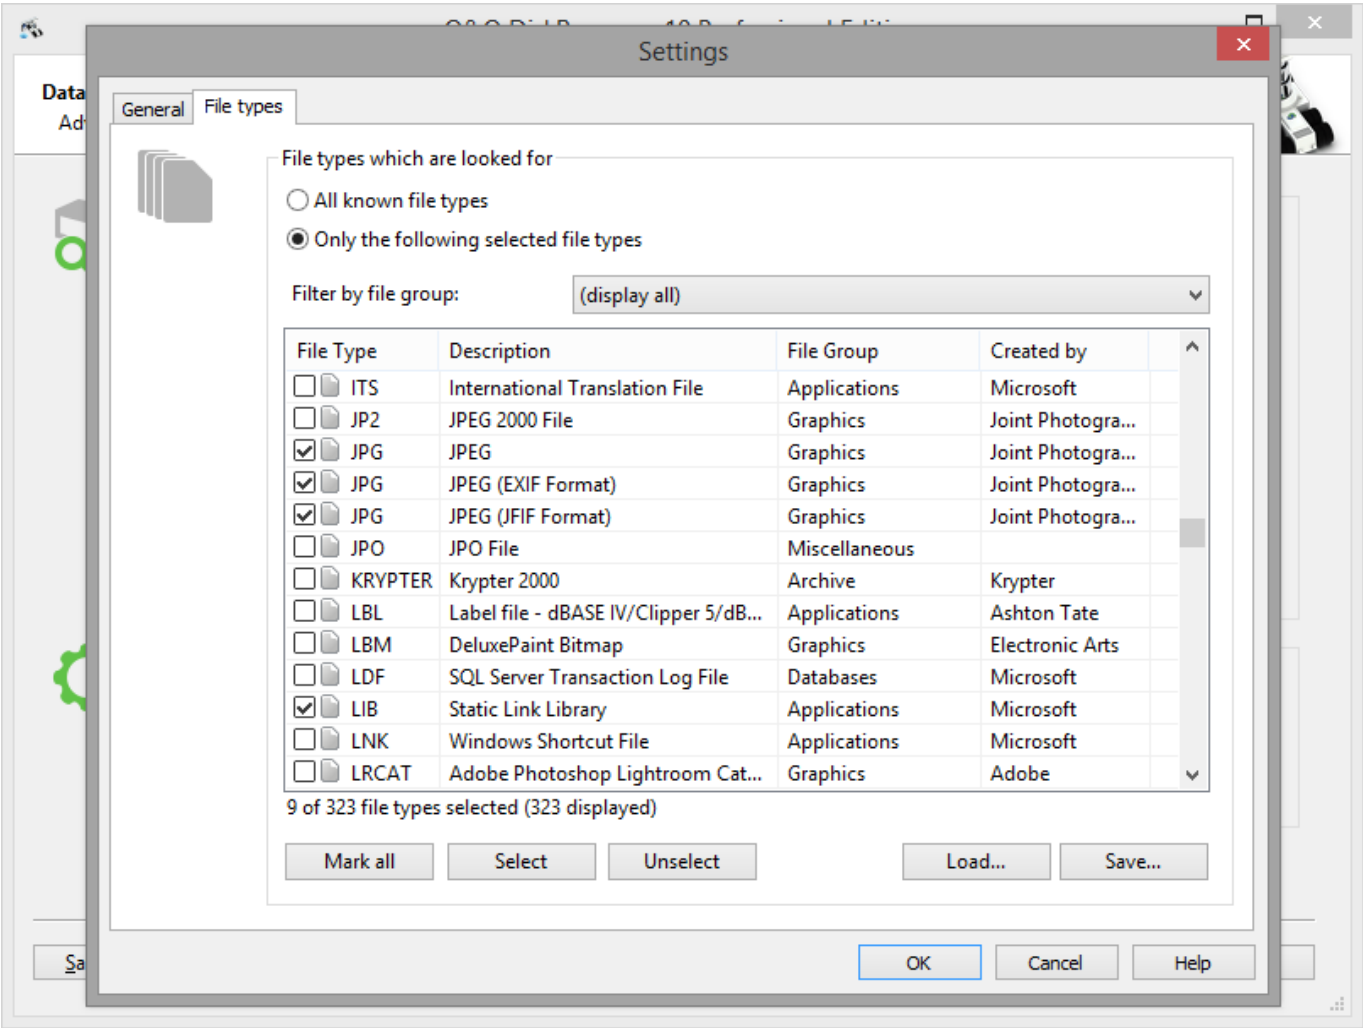 Settings
Data
General
File types
File types which are looked for
All known file types
Only the following selected file types
Filter by file group: (display all)
File Type Description File Group Created by
ITS International Translation File Applications Microsoft
JP2 JPEG 2000 File Graphics Joint Photogra...
JPG JPEG Graphics Joint Photogra...
JPG JPEG (EXIF Format) Graphics Joint Photogra...
JPG JPEG (JFIF Format) Graphics Joint Photogra...
JPO JPO File Miscellaneous
KRYPTER Krypter 2000 Archive Krypter
LBL Label file - dBASE IV/Clipper 5/dB... Applications Ashton Tate
LBM DeluxePaint Bitmap Graphics Electronic Arts
LDF SQL Server Transaction Log File Databases Microsoft
LIB Static Link Library Applications Microsoft
LNK Windows Shortcut File Applications Microsoft
LRCAT Adobe Photoshop Lightroom Cat... Graphics Adobe
9 of 323 file types selected (323 displayed)
Mark all Select Unselect Load... Save...
OK Cancel Help